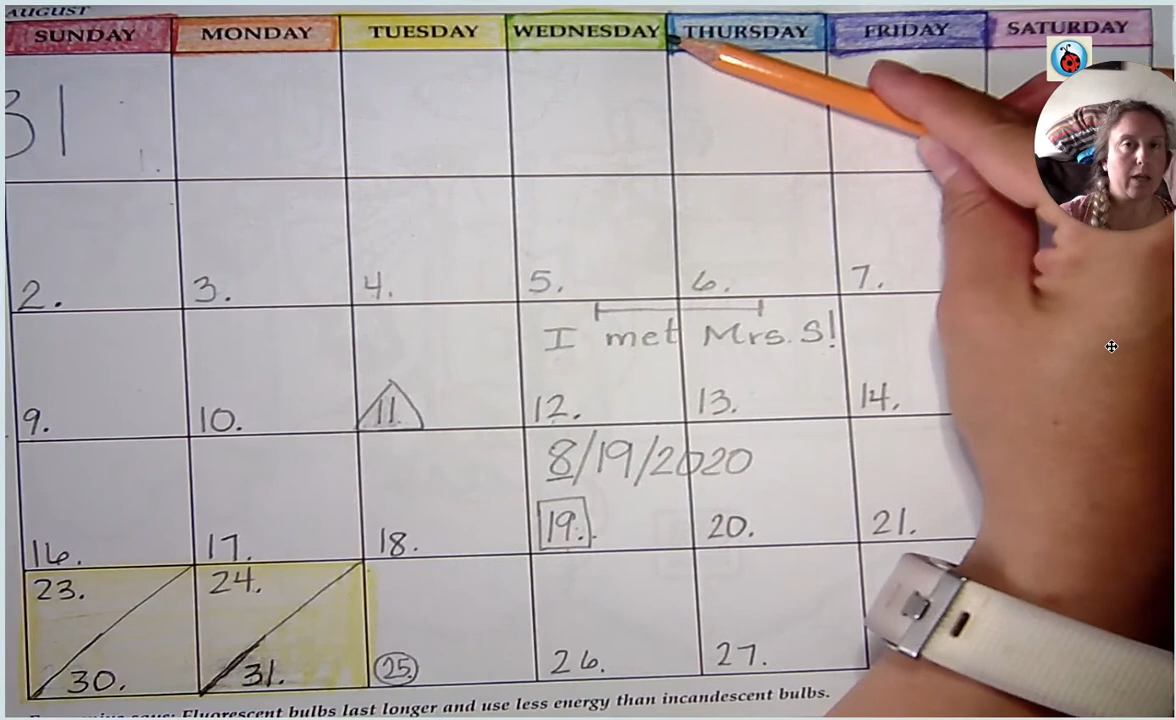 AUGUST
SUNDAY MONDAY TUESDAY WEDNESDAY THURSDAY FRIDAY SATURDAY
31 1.
2. 3. 4. 5. 6. 7.
I met Mrs. S!
9. 10. 11. 12. 13. 14.
8/19/2020
16. 17. 18. 19. 20. 21.
23. 24.
30. 31. 25. 26. 27.
says: Fluorescent bulbs last longer and use less energy than incandescent bulbs.